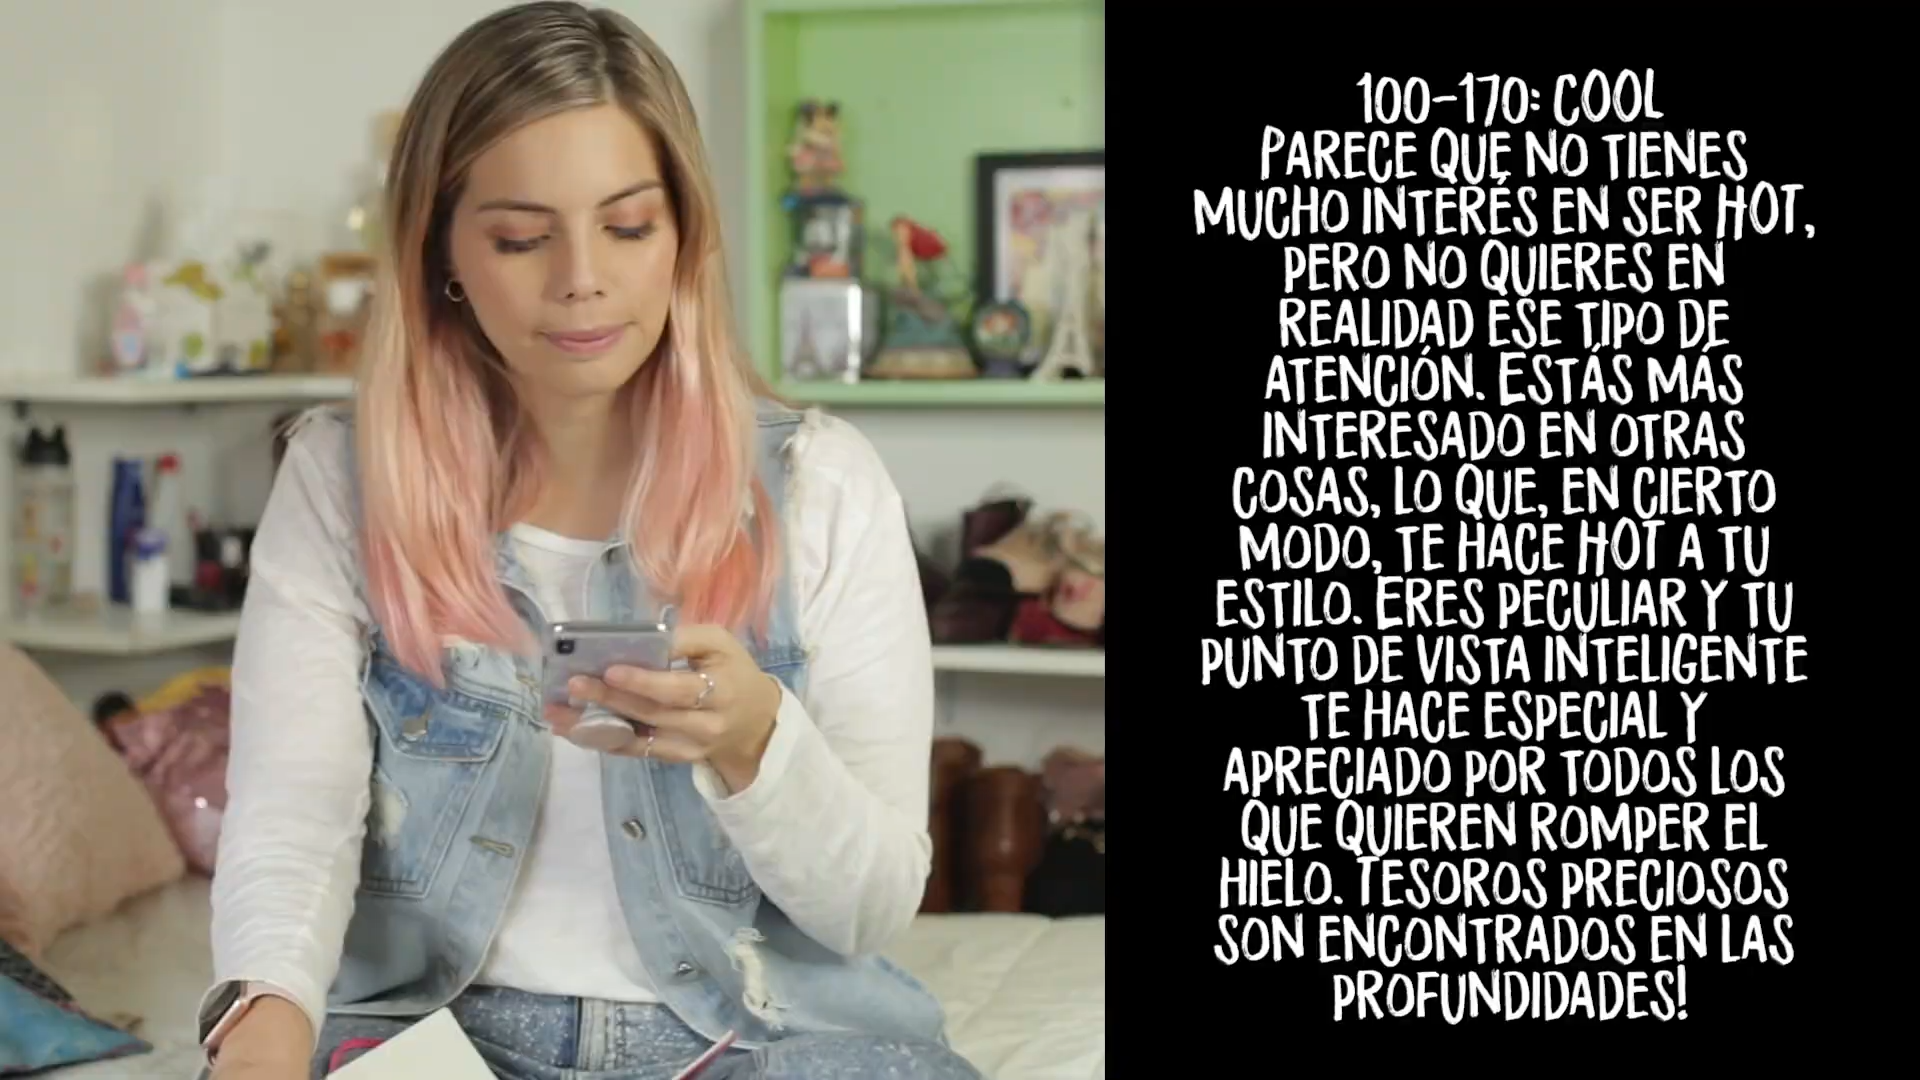 100-170: COOL
PARECE QUE NO TIENES
MUCHO INTERÉS EN SER HOT,
PERO NO QUIERES EN
REALIDAD ESE TIPO DE
ATENCIÓN. ESTÁS MÁS
INTERESADO EN OTRAS
COSAS, LO QUE, EN CIERTO
MODO, TE HACE HOT A TU
ESTILO. ERES PECULIAR Y TU
PUNTO DE VISTA INTELIGENTE
TE HACE ESPECIAL Y
APRECIADO POR TODOS LOS
QUE QUIEREN ROMPER EL
HIELO. TESOROS PRECIOSOS
SON ENCONTRADOS EN LAS
PROFUNDIDADES!